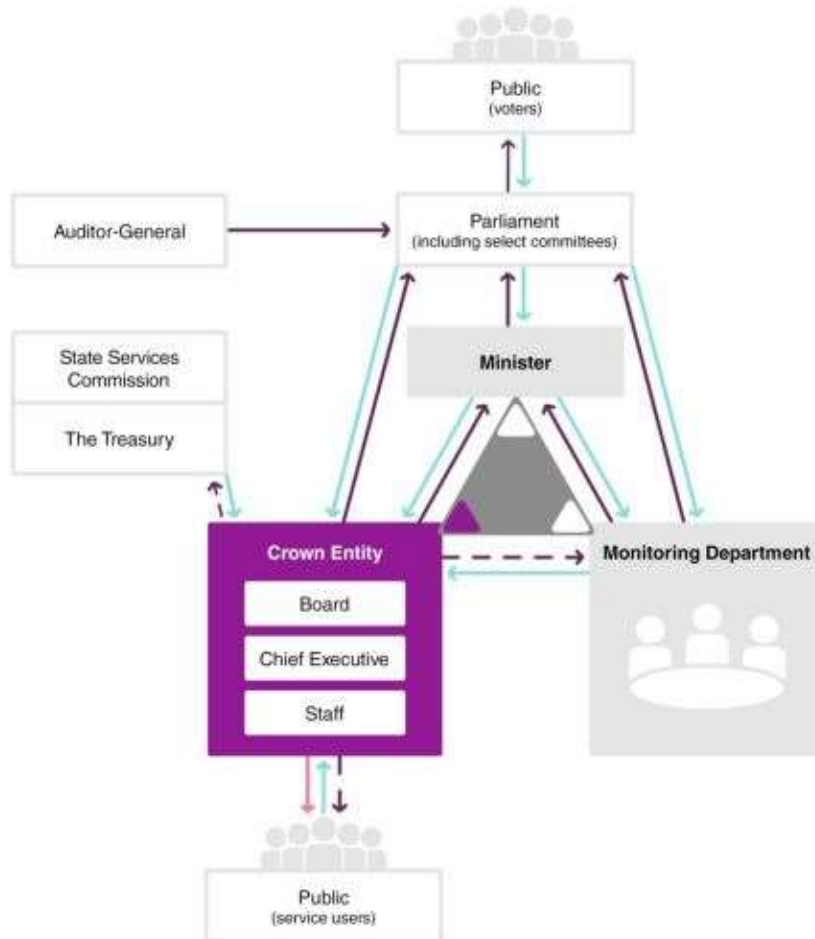 Public
(voters)
Auditor-General
Parliament
(including select committees)
State Services
Commission
The Treasury
Minister
Crown Entity
Board
Chief Executive
Staff
Monitoring Department
Public
(service users)